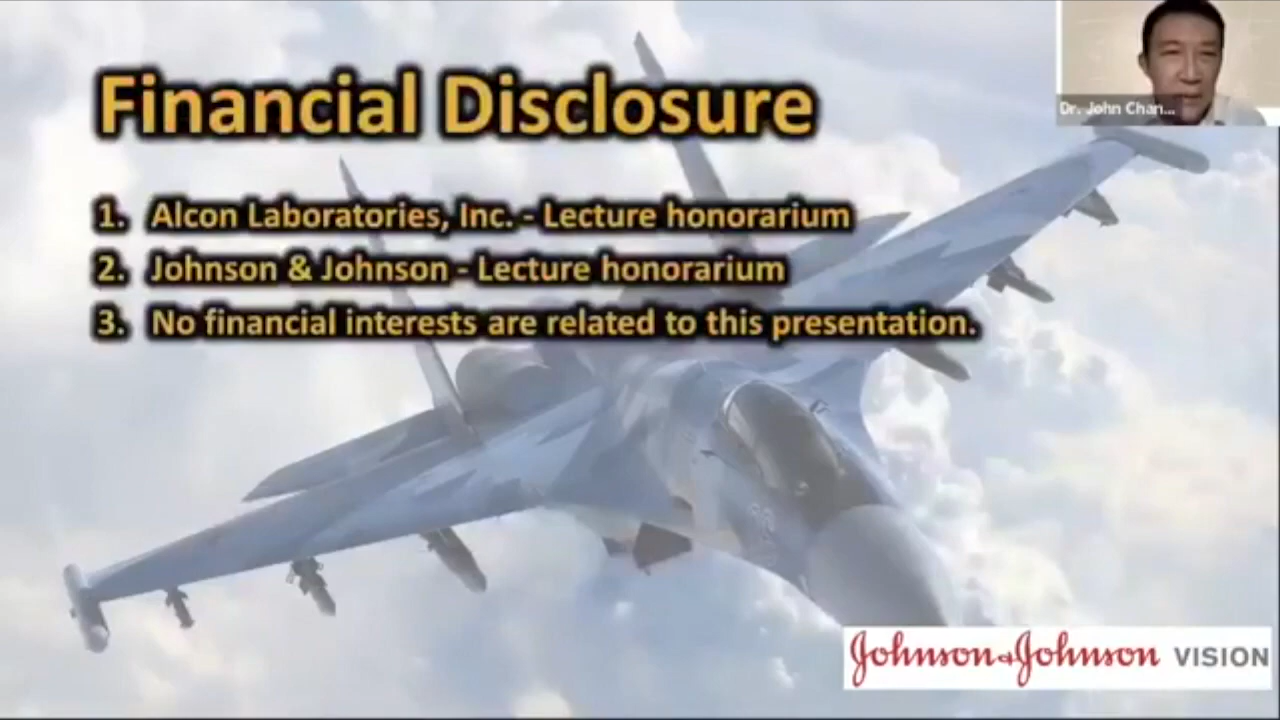 Financial Disclosure
Dr. John Chan...
1. Alcon Laboratories, Inc. - Lecture honorarium
2. Johnson & Johnson - Lecture honorarium
3. No financial interests are related to this presentation.
Johnson & Johnson VISION